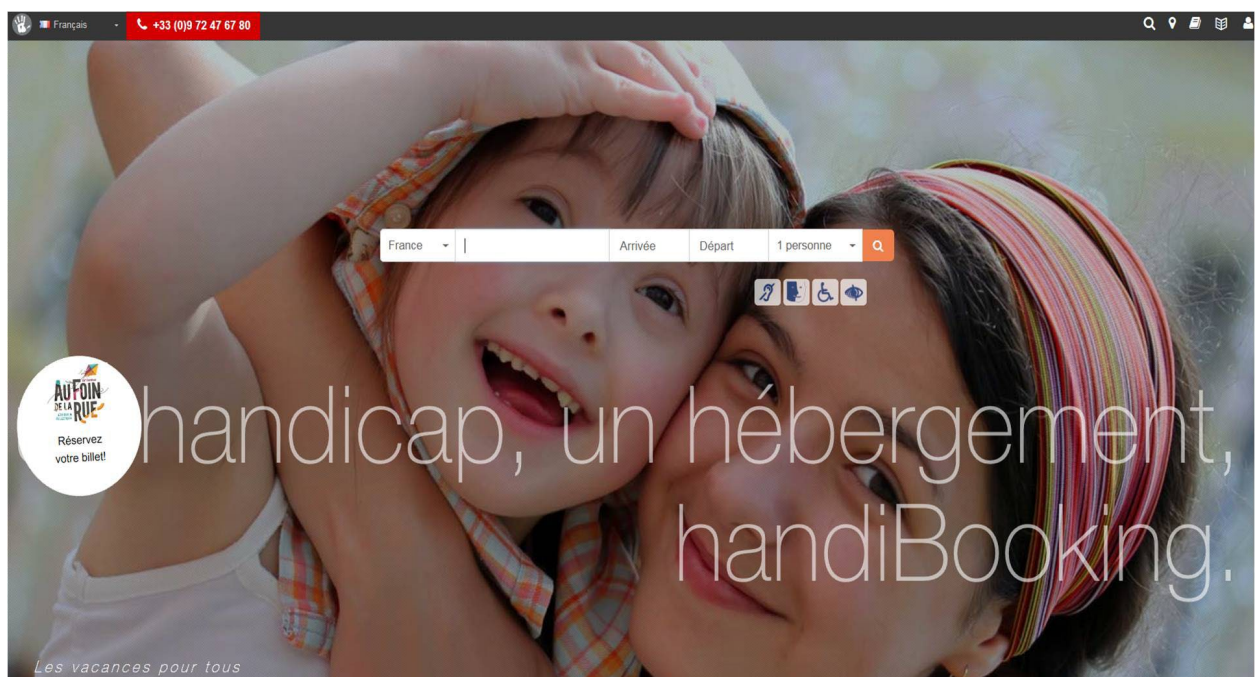 Français
+33 (0)9 72 47 67 80
France
Arrivée
Départ
1 personne
AU FOIN
DE LA RUE
Réservez
votre billet!
handicap, un hébergement,
handiBooking.
Les vacances pour tous